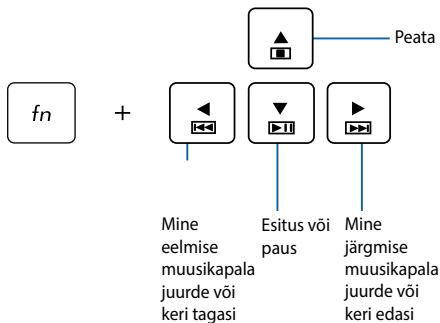 Peata
fn
+
Mine
eelmise
muusikapala
juurde või
keri tagasi
Esitus või
paus
Mine
järgmise
muusikapala
juurde või
keri edasi